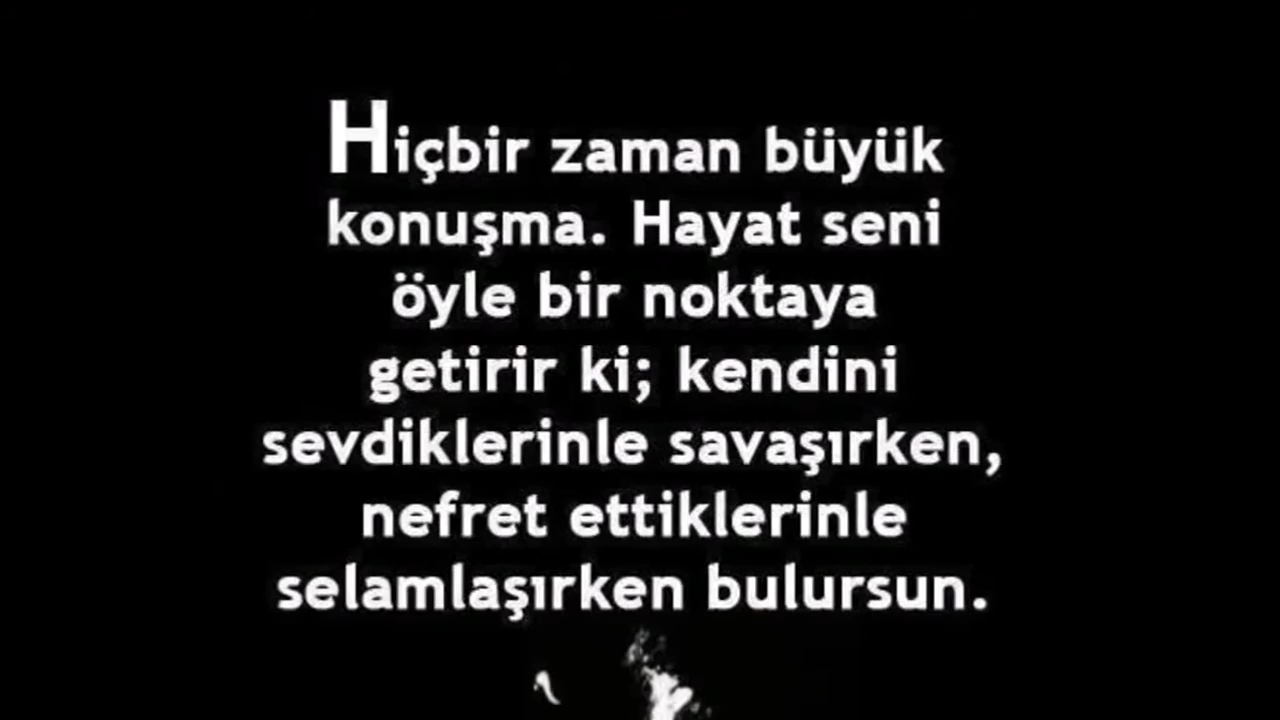 Hiçbir zaman büyük
konuşma. Hayat seni
öyle bir noktaya
getirir ki; kendini
sevdiklerinle savaşırken,
nefret ettiklerinle
selamlaşırken bulursun.